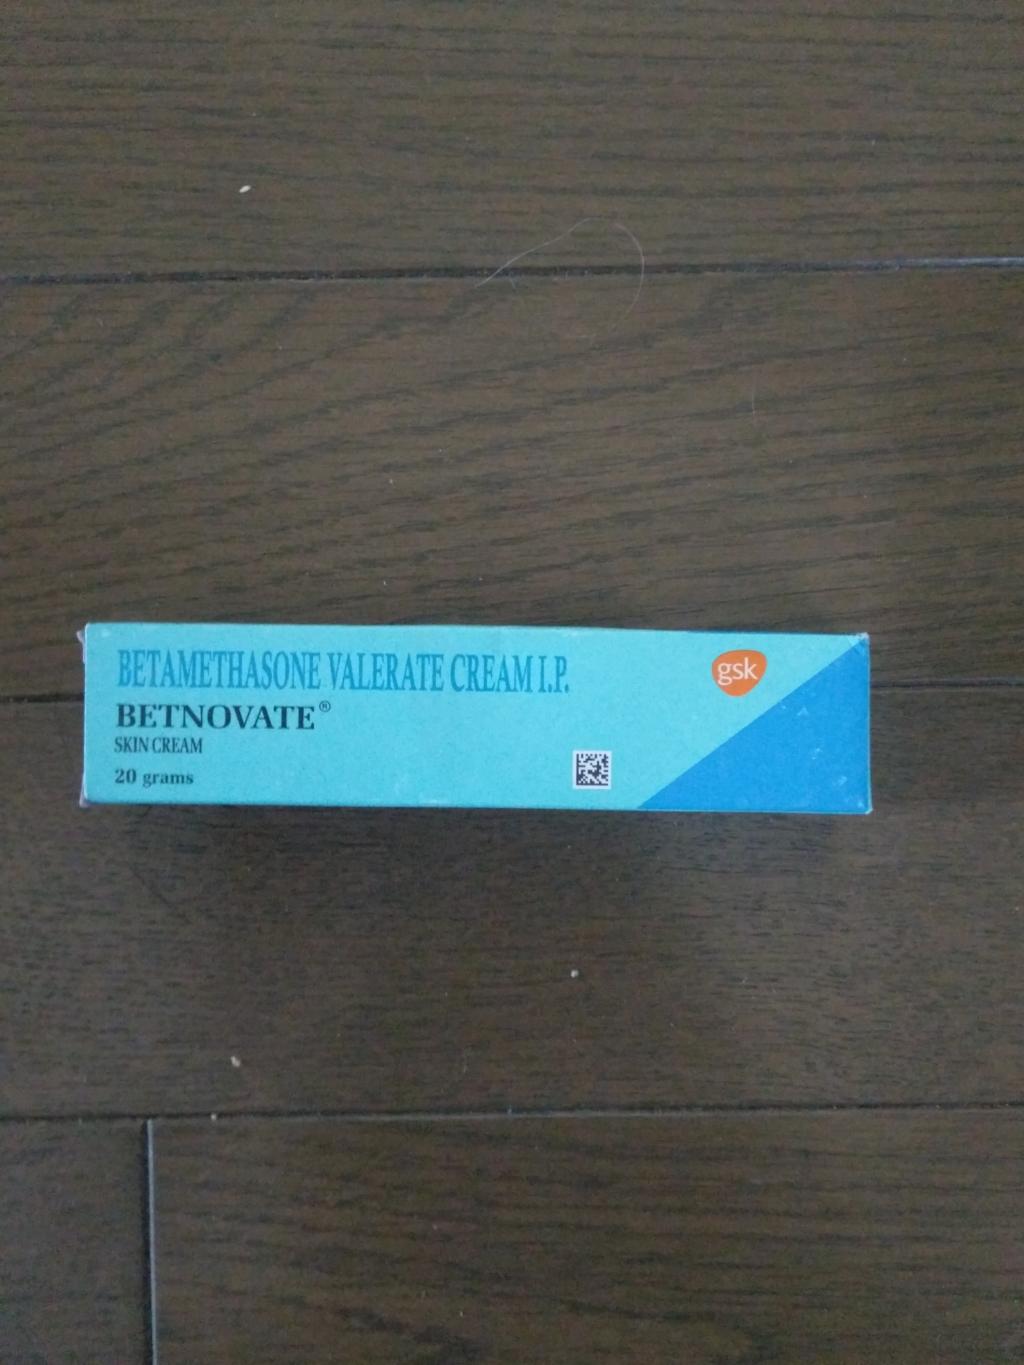 BETAMETHASONE VALERATE CREAM I.P.
BETNOVATE®
SKIN CREAM
20 grams
gsk